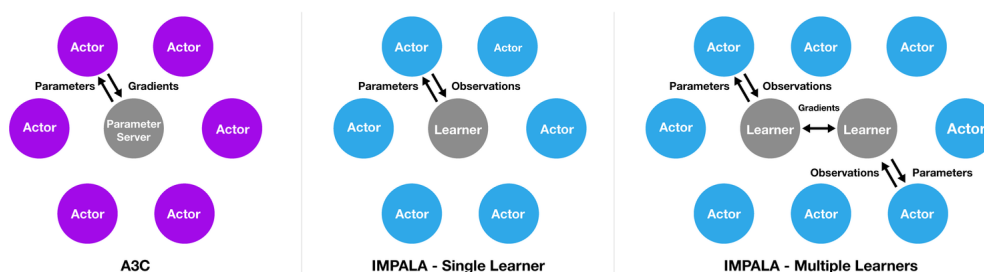 Actor
Actor
Parameters
Gradients
Actor
Parameter
Server
Actor
Actor
Actor
A3C
Actor
Actor
Parameters
Observations
Actor
Learner
Actor
Actor
Actor
IMPALA - Single Learner
Actor
Actor
Actor
Parameters
Observations
Gradients
Actor
Learner
Learner
Actor
Observations
Parameters
Actor
Actor
Actor
IMPALA - Multiple Learners